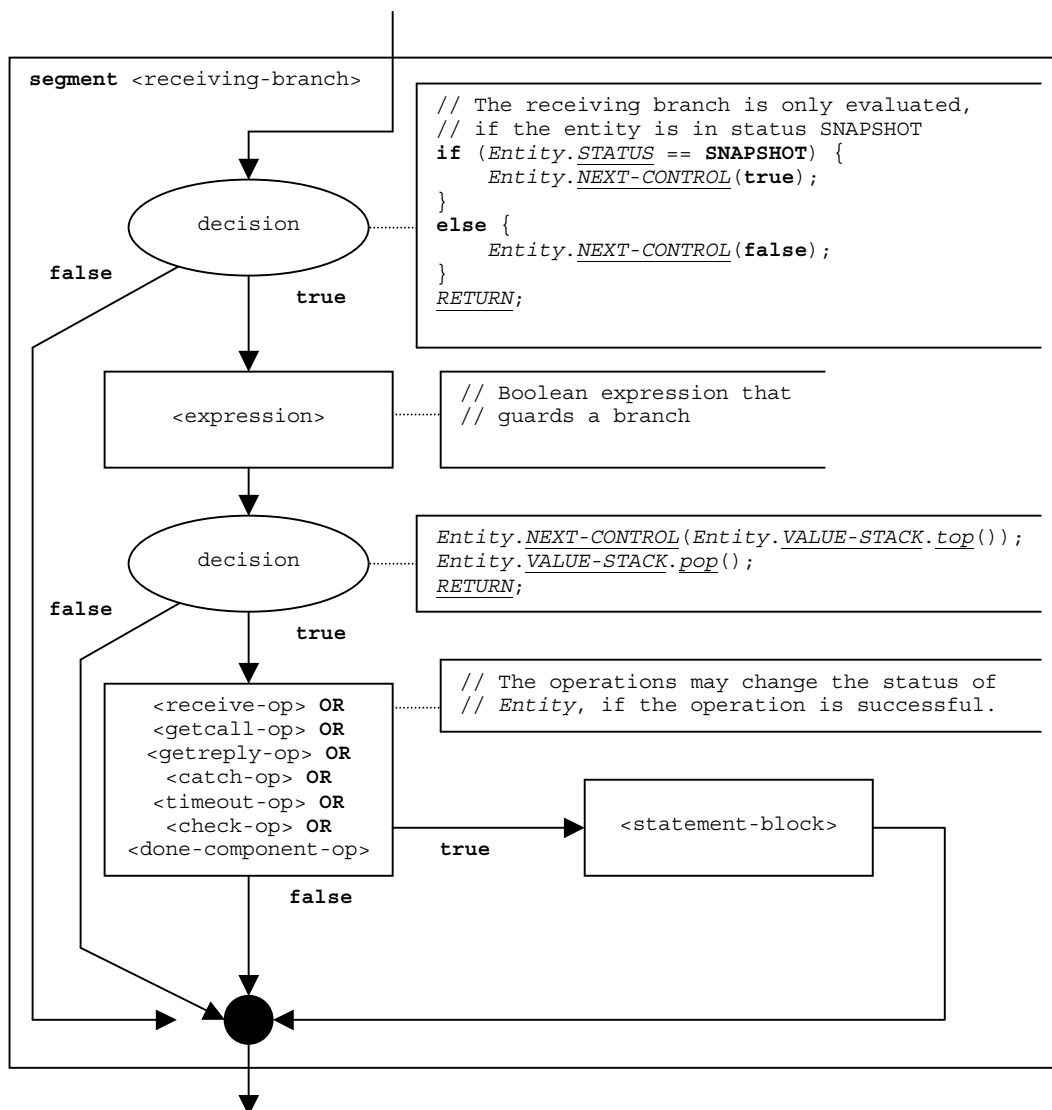 segment <receiving-branch>
// The receiving branch is only evaluated,
// if the entity is in status SNAPSHOT
if (Entity.STATUS == SNAPSHOT) {
Entity.NEXT-CONTROL(true);
}
else {
Entity.NEXT-CONTROL(false);
}
RETURN;
decision
false
true
<expression>
// Boolean expression that
// guards a branch
decision
Entity.NEXT-CONTROL(Entity.VALUE-STACK.top());
Entity.VALUE-STACK.pop();
RETURN;
false
true
<receive-op> OR
<getcall-op> OR
<getreply-op> OR
<catch-op> OR
<timeout-op> OR
<check-op> OR
<done-component-op>
// The operations may change the status of
// Entity, if the operation is successful.
true
<statement-block>
false